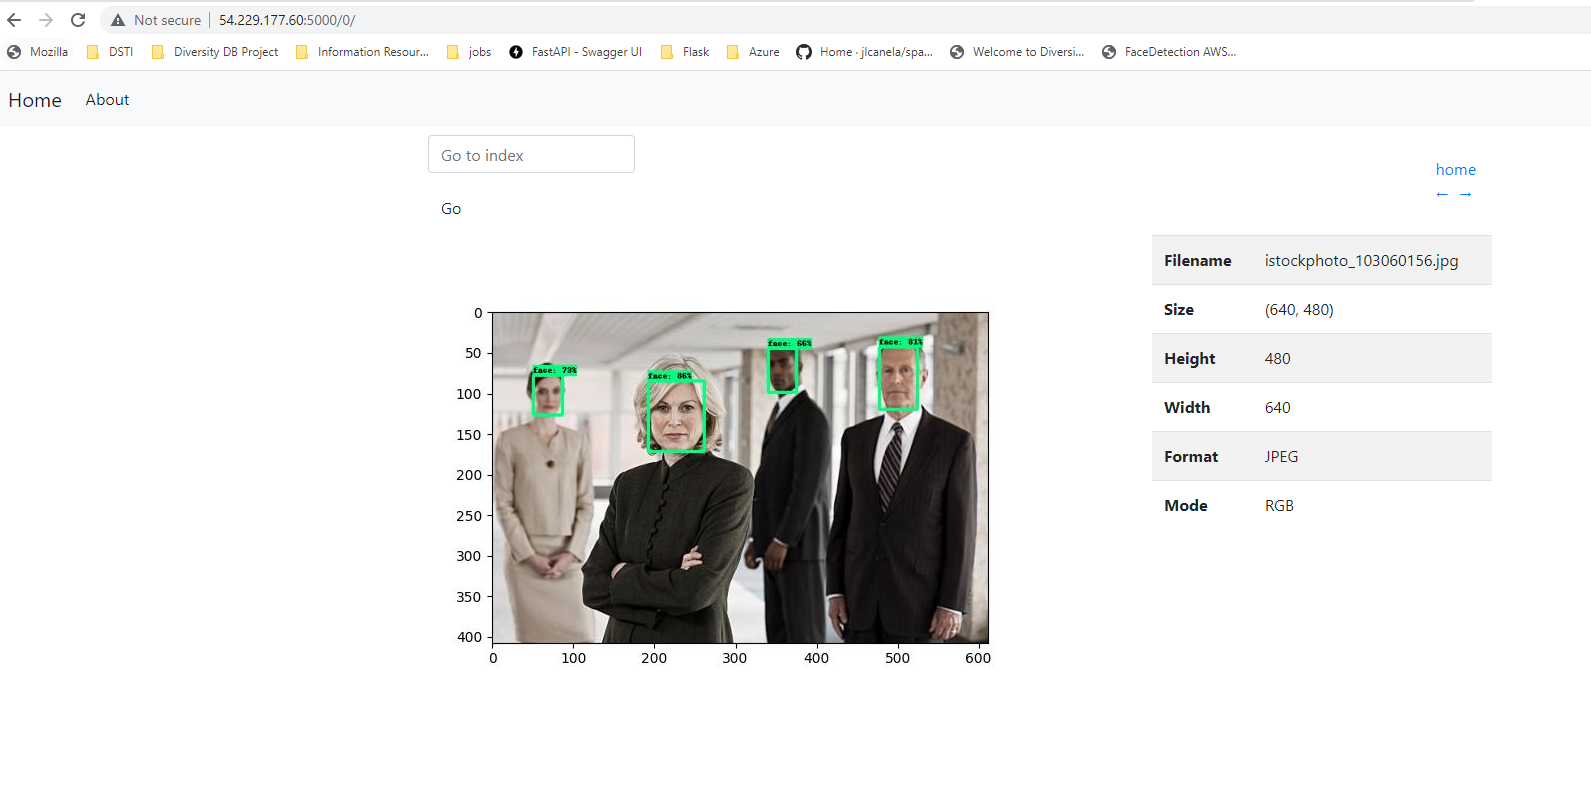 Not secure | 54.229.177.60:5000/0/
Mozilla DSTI Diversity DB Project Information Resour... jobs FastAPI - Swagger UI Flask Azure Home · jlcanela/spa... Welcome to Diversi... FaceDetection AWS...
Home About
Go to index
home
← →
Go
Filename istockphoto_103060156.jpg
Size (640, 480)
Height 480
Width 640
Format JPEG
Mode RGB
0
50
100
150
200
250
300
350
400
0 100 200 300 400 500 600
face: 73%
face: 86%
face: 66%
face: 81%